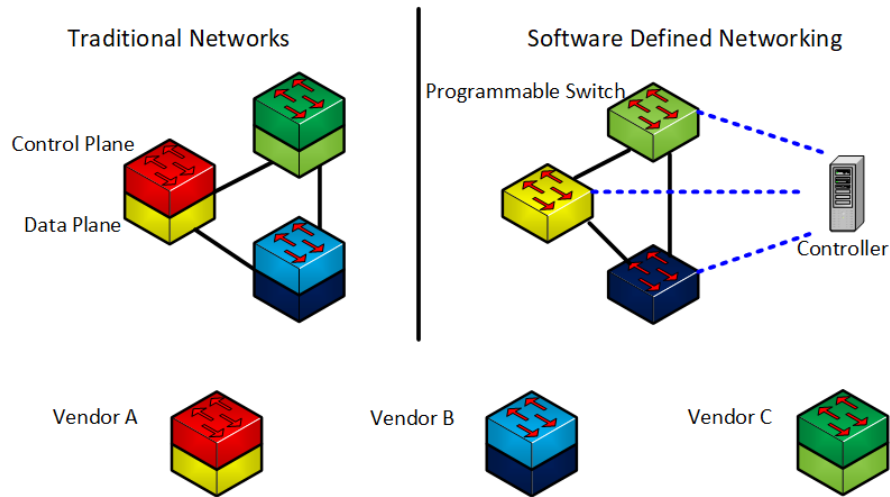 Traditional Networks
Software Defined Networking
Programmable Switch
Control Plane
Data Plane
Controller
Vendor A
Vendor B
Vendor C